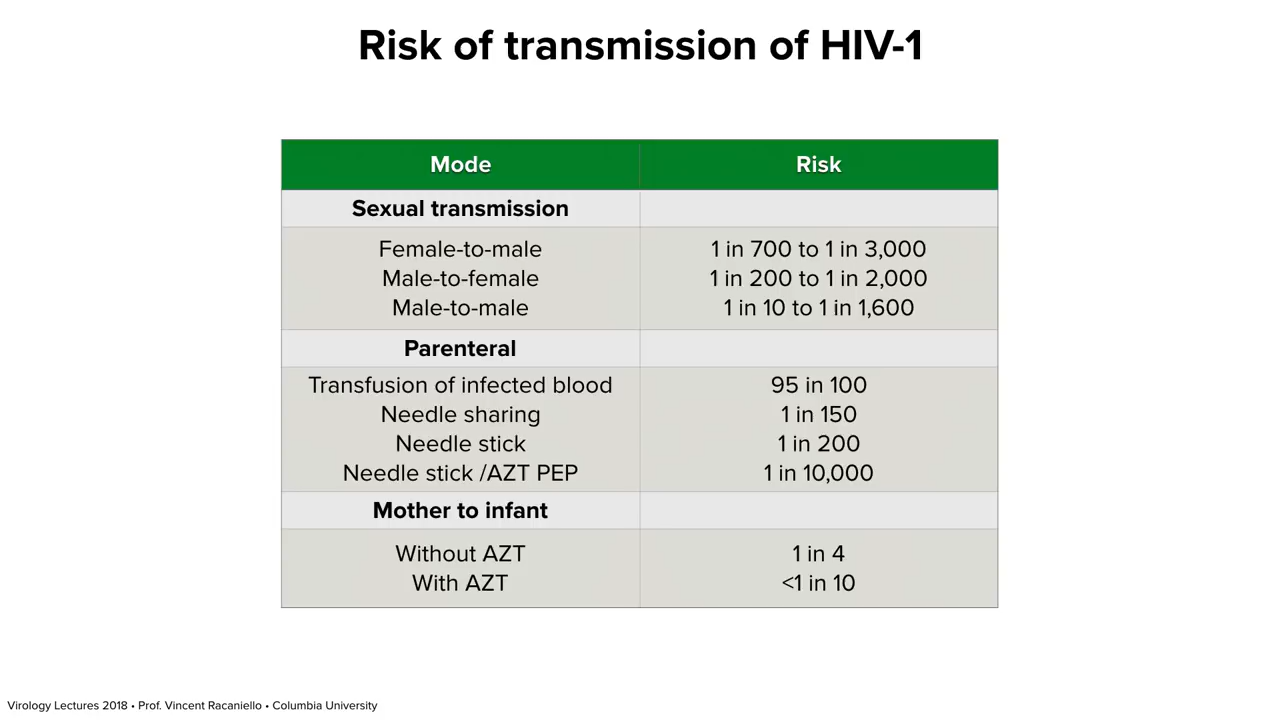 Risk of transmission of HIV-1
Mode Risk
Sexual transmission
Female-to-male 1 in 700 to 1 in 3,000
Male-to-female 1 in 200 to 1 in 2,000
Male-to-male 1 in 10 to 1 in 1,600
Parenteral
Transfusion of infected blood 95 in 100
Needle sharing 1 in 150
Needle stick 1 in 200
Needle stick /AZT PEP 1 in 10,000
Mother to infant
Without AZT 1 in 4
With AZT <1 in 10
Virology Lectures 2018 • Prof. Vincent Racaniello • Columbia University